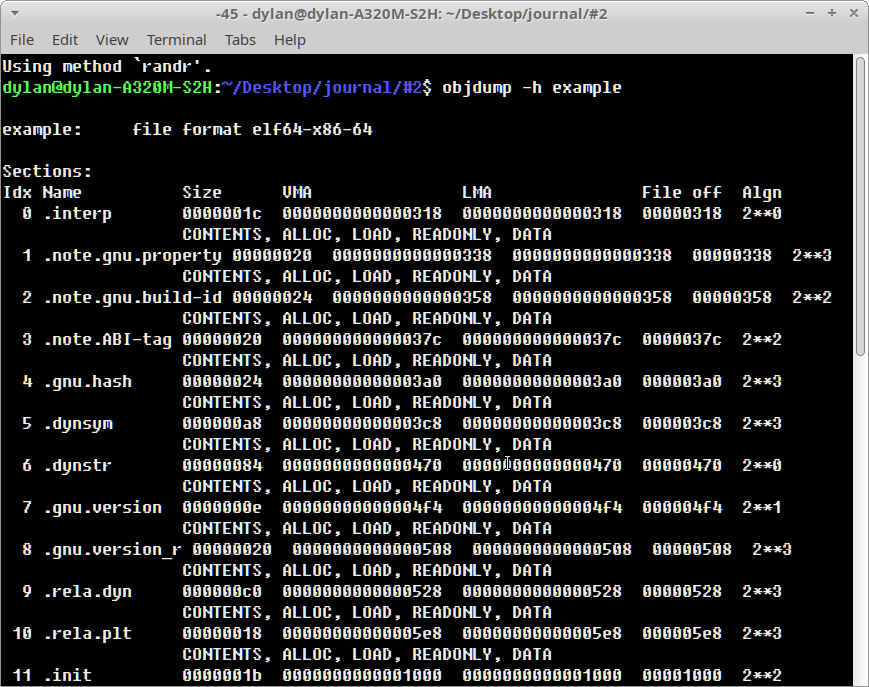 -45 - dylan@dylan-A320M-S2H: ~/Desktop/journal/#2
File Edit View Terminal Tabs Help
Using method `randr'.
dylan@dylan-A320M-S2H:~/Desktop/journal/#2$ objdump -h example
example:     file format elf64-x86-64
Sections:
Idx Name          Size      VMA               LMA               File off  Algn
  0 .interp       0000001c  0000000000000318  0000000000000318  00000318  2**0
                  CONTENTS, ALLOC, LOAD, READONLY, DATA
  1 .note.gnu.property 00000020  0000000000000338  0000000000000338  00000338  2**3
                  CONTENTS, ALLOC, LOAD, READONLY, DATA
  2 .note.gnu.build-id 00000024  0000000000000358  0000000000000358  00000358  2**2
                  CONTENTS, ALLOC, LOAD, READONLY, DATA
  3 .note.ABI-tag 00000020  000000000000037c  000000000000037c  0000037c  2**2
                  CONTENTS, ALLOC, LOAD, READONLY, DATA
  4 .gnu.hash     00000024  00000000000003a0  00000000000003a0  000003a0  2**3
                  CONTENTS, ALLOC, LOAD, READONLY, DATA
  5 .dynsym       000000a8  00000000000003c8  00000000000003c8  000003c8  2**3
                  CONTENTS, ALLOC, LOAD, READONLY, DATA
  6 .dynstr       00000084  0000000000000470  0000000000000470  00000470  2**0
                  CONTENTS, ALLOC, LOAD, READONLY, DATA
  7 .gnu.version  0000000e  00000000000004f4  00000000000004f4  000004f4  2**1
                  CONTENTS, ALLOC, LOAD, READONLY, DATA
  8 .gnu.version_r 00000020  0000000000000508  0000000000000508  00000508  2**3
                  CONTENTS, ALLOC, LOAD, READONLY, DATA
  9 .rela.dyn     000000c0  0000000000000528  0000000000000528  00000528  2**3
                  CONTENTS, ALLOC, LOAD, READONLY, DATA
 10 .rela.plt     00000018  00000000000005e8  00000000000005e8  000005e8  2**3
                  CONTENTS, ALLOC, LOAD, READONLY, DATA
 11 .init         0000001b  0000000000001000  0000000000001000  00001000  2**2